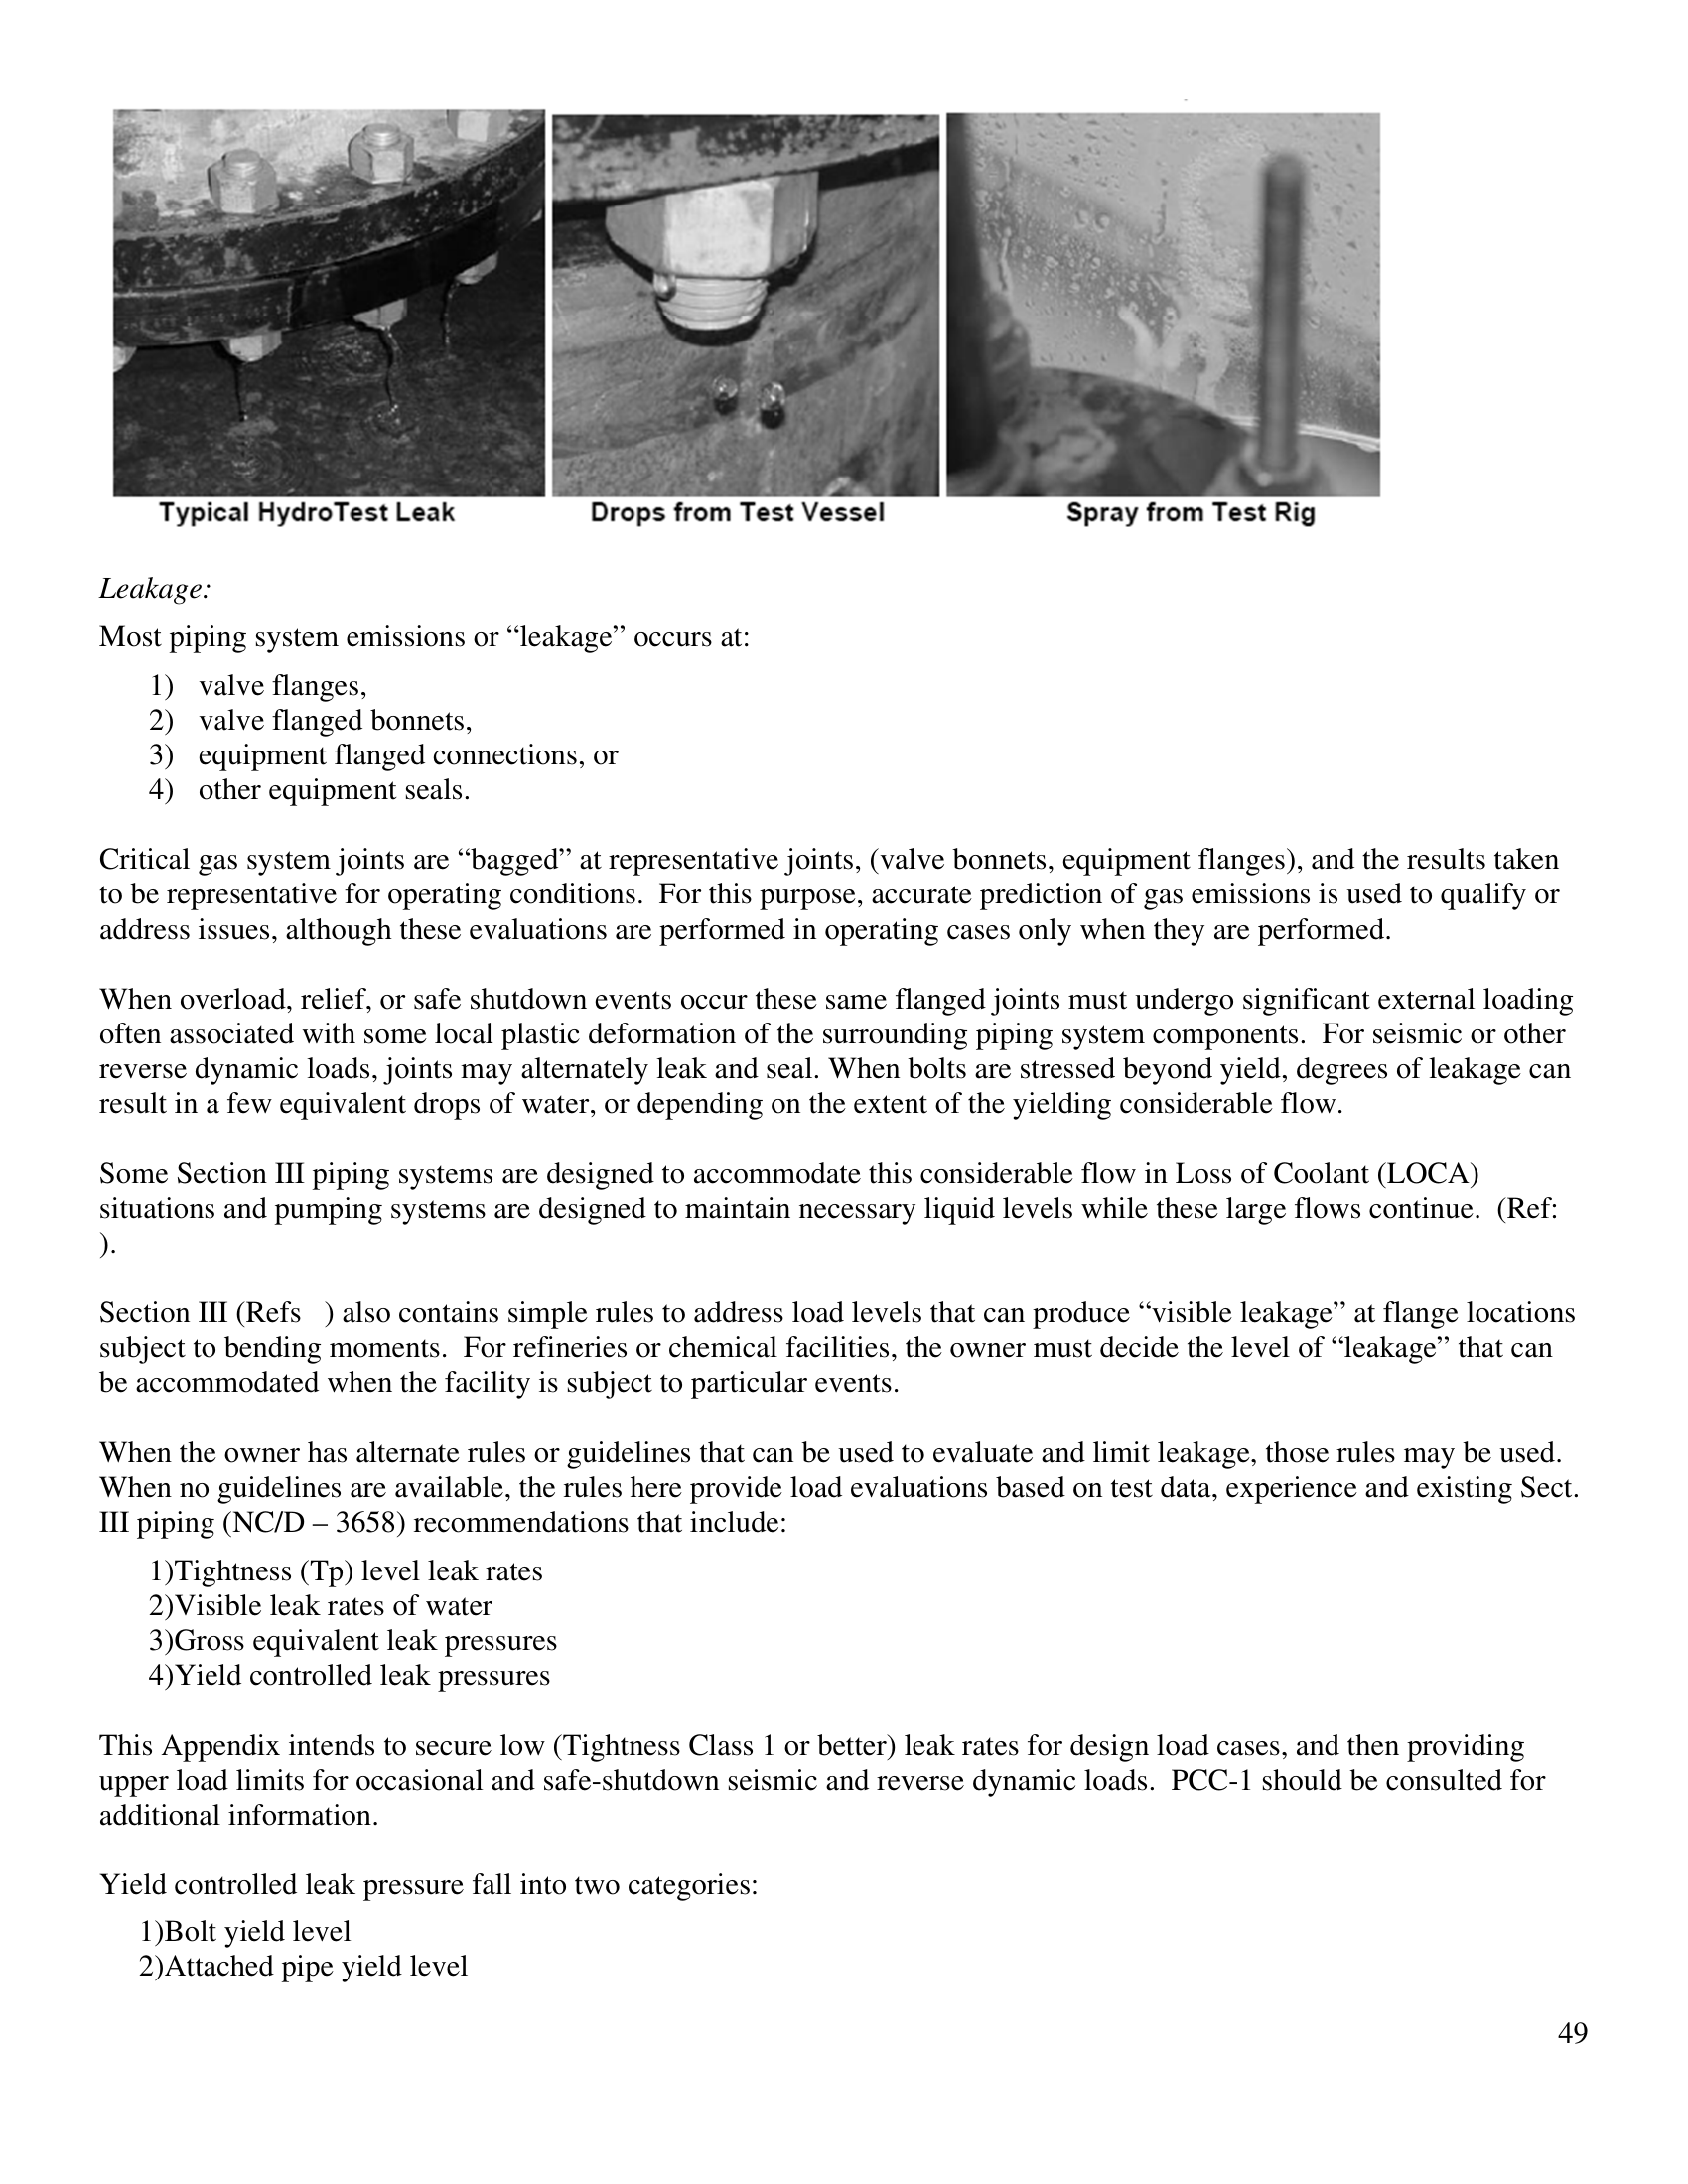 Typical HydroTest Leak
Drops from Test Vessel
Spray from Test Rig
Leakage:
Most piping system emissions or “leakage” occurs at:
1) valve flanges,
2) valve flanged bonnets,
3) equipment flanged connections, or
4) other equipment seals.
Critical gas system joints are “bagged” at representative joints, (valve bonnets, equipment flanges), and the results taken
to be representative for operating conditions.  For this purpose, accurate prediction of gas emissions is used to qualify or
address issues, although these evaluations are performed in operating cases only when they are performed.
When overload, relief, or safe shutdown events occur these same flanged joints must undergo significant external loading
often associated with some local plastic deformation of the surrounding piping system components.  For seismic or other
reverse dynamic loads, joints may alternately leak and seal. When bolts are stressed beyond yield, degrees of leakage can
result in a few equivalent drops of water, or depending on the extent of the yielding considerable flow.
Some Section III piping systems are designed to accommodate this considerable flow in Loss of Coolant (LOCA)
situations and pumping systems are designed to maintain necessary liquid levels while these large flows continue.  (Ref:
).
Section III (Refs   ) also contains simple rules to address load levels that can produce “visible leakage” at flange locations
subject to bending moments.  For refineries or chemical facilities, the owner must decide the level of “leakage” that can
be accommodated when the facility is subject to particular events.
When the owner has alternate rules or guidelines that can be used to evaluate and limit leakage, those rules may be used.
When no guidelines are available, the rules here provide load evaluations based on test data, experience and existing Sect.
III piping (NC/D – 3658) recommendations that include:
1)Tightness (Tp) level leak rates
2)Visible leak rates of water
3)Gross equivalent leak pressures
4)Yield controlled leak pressures
This Appendix intends to secure low (Tightness Class 1 or better) leak rates for design load cases, and then providing
upper load limits for occasional and safe-shutdown seismic and reverse dynamic loads.  PCC-1 should be consulted for
additional information.
Yield controlled leak pressure fall into two categories:
1)Bolt yield level
2)Attached pipe yield level
49